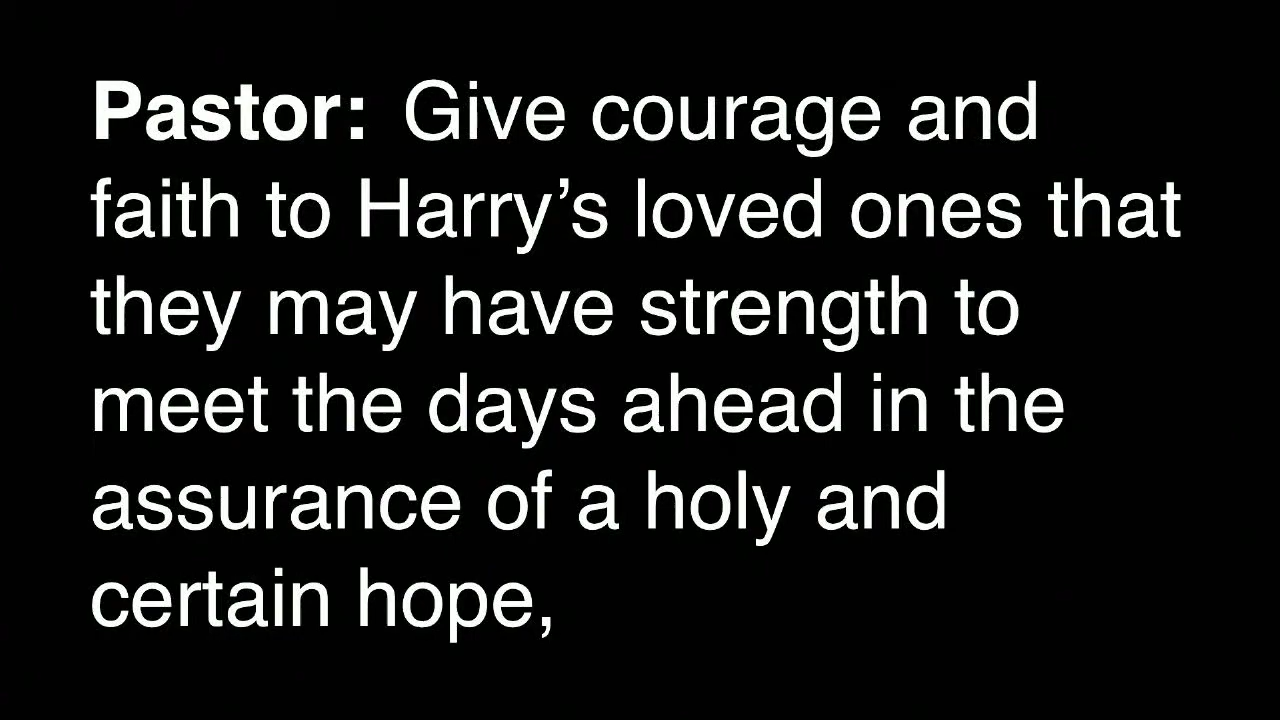 Pastor: Give courage and
faith to Harry’s loved ones that
they may have strength to
meet the days ahead in the
assurance of a holy and
certain hope,